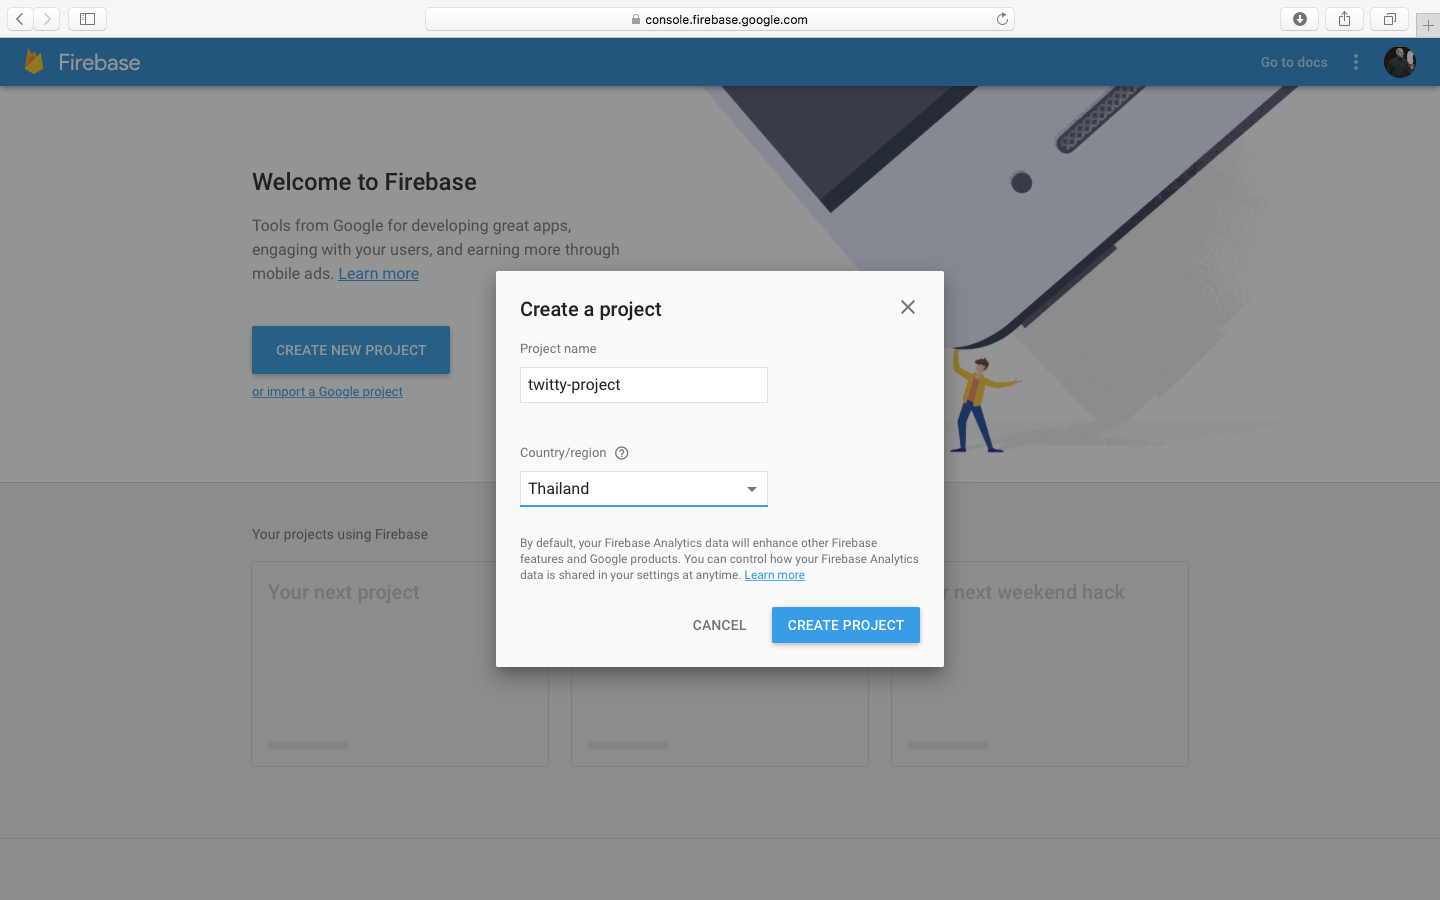 console.firebase.google.com
Firebase
Go to docs
Welcome to Firebase
Tools from Google for developing great apps,
engaging with your users, and earning more through
mobile ads. Learn more
CREATE NEW PROJECT
or import a Google project
Create a project
Project name
twitty-project
Country/region
Thailand
By default, your Firebase Analytics data will enhance other Firebase
features and Google products. You can control how your Firebase Analytics
data is shared in your settings at anytime. Learn more
CANCEL
CREATE PROJECT
Your projects using Firebase
Your next project
next weekend hack